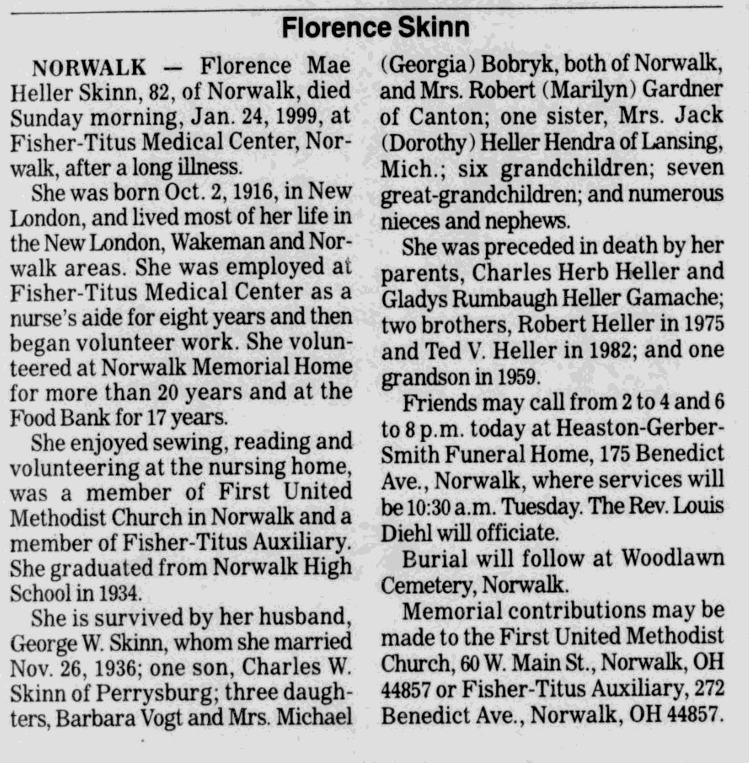 Florence Skinn
NORWALK — Florence Mae
Heller Skinn, 82, of Norwalk, died
Sunday morning, Jan. 24, 1999, at
Fisher-Titus Medical Center, Nor-
walk, after a long illness.
She was born Oct. 2, 1916, in New
London, and lived most of her life in
the New London, Wakeman and Nor-
walk areas. She was employed at
Fisher-Titus Medical Center as a
nurse's aide for eight years and then
began volunteer work. She volun-
teered at Norwalk Memorial Home
for more than 20 years and at the
Food Bank for 17 years.
She enjoyed sewing, reading and
volunteering at the nursing home,
was a member of First United
Methodist Church in Norwalk and a
member of Fisher-Titus Auxiliary.
She graduated from Norwalk High
School in 1934.
She is survived by her husband,
George W. Skinn, whom she married
Nov. 26, 1936; one son, Charles W.
Skinn of Perrysburg; three daugh-
ters, Barbara Vogt and Mrs. Michael
(Georgia) Bobryk, both of Norwalk,
and Mrs. Robert (Marilyn) Gardner
of Canton; one sister, Mrs. Jack
(Dorothy) Heller Hendra of Lansing,
Mich.; six grandchildren; seven
great-grandchildren; and numerous
nieces and nephews.
She was preceded in death by her
parents, Charles Herb Heller and
Gladys Rumbaugh Heller Gamache;
two brothers, Robert Heller in 1975
and Ted V. Heller in 1982; and one
grandson in 1959.
Friends may call from 2 to 4 and 6
to 8 p.m. today at Heaston-Gerber-
Smith Funeral Home, 175 Benedict
Ave., Norwalk, where services will
be 10:30 a.m. Tuesday. The Rev. Louis
Diehl will officiate.
Burial will follow at Woodlawn
Cemetery, Norwalk.
Memorial contributions may be
made to the First United Methodist
Church, 60 W. Main St., Norwalk, OH
44857 or Fisher-Titus Auxiliary, 272
Benedict Ave., Norwalk, OH 44857.